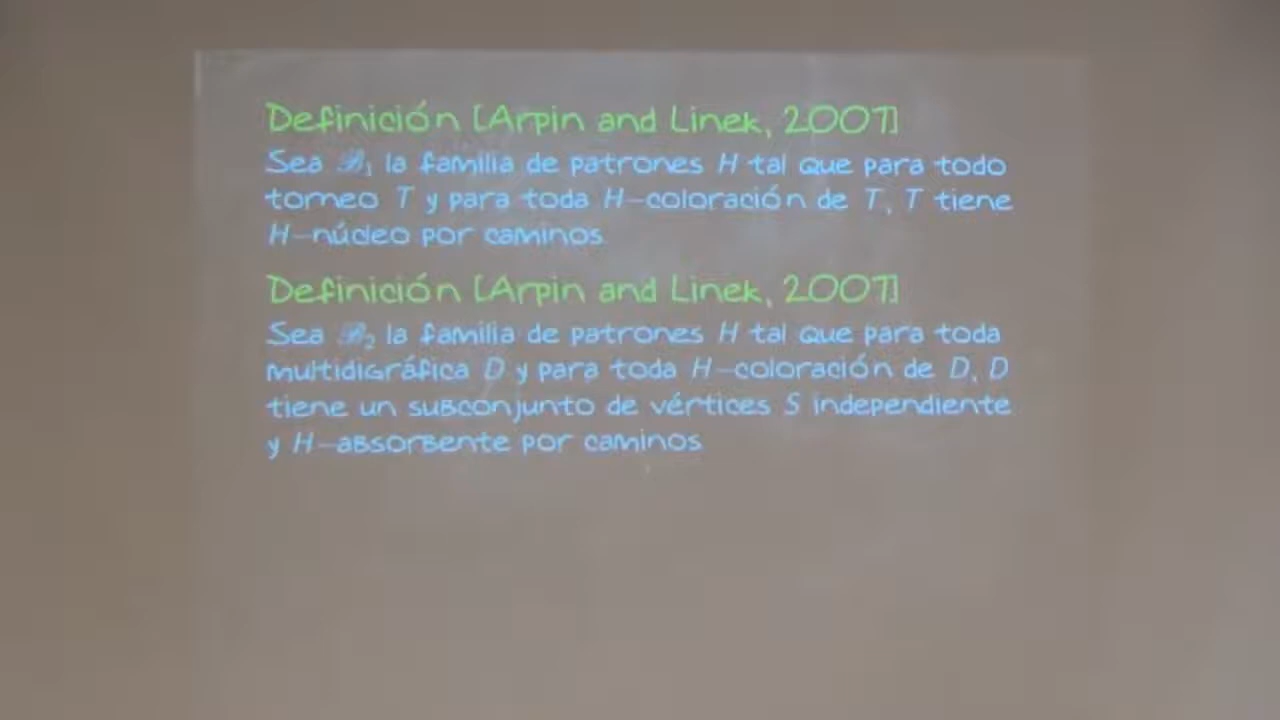 Definición [Arpin and Linek, 2007]
Sea ℬ₁ la familia de patrones H tal que para todo
torneo T y para toda H-coloración de T, T tiene
H-núcleo por caminos.
Definición [Arpin and Linek, 2007]
Sea ℬ₂ la familia de patrones H tal que para toda
multidigráfica D y para toda H-coloración de D, D
tiene un subconjunto de vértices S independiente
y H-absorbente por caminos